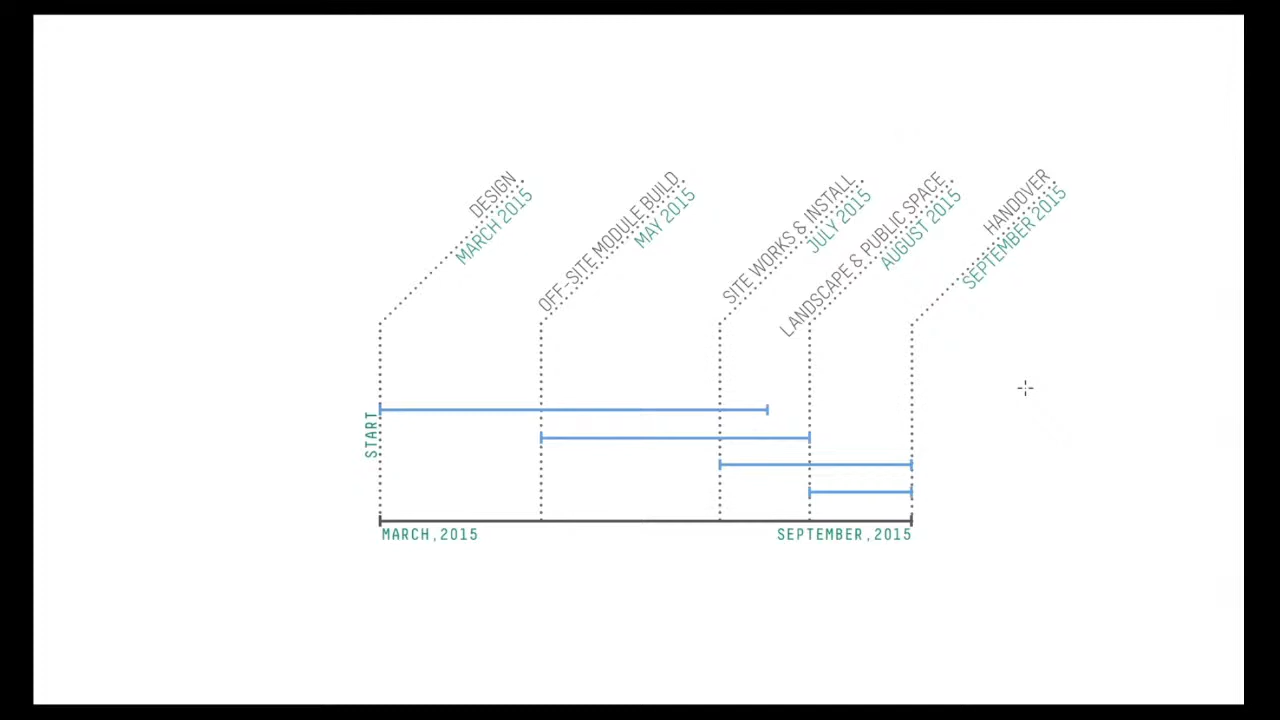 DESIGN
MARCH 2015
OFF-SITE MODULE BUILD
MAY 2015
SITE WORKS & INSTALL
JULY 2015
LANDSCAPE & PUBLIC SPACE
AUGUST 2015
HANDOVER
SEPTEMBER 2015
START
MARCH,2015
SEPTEMBER,2015